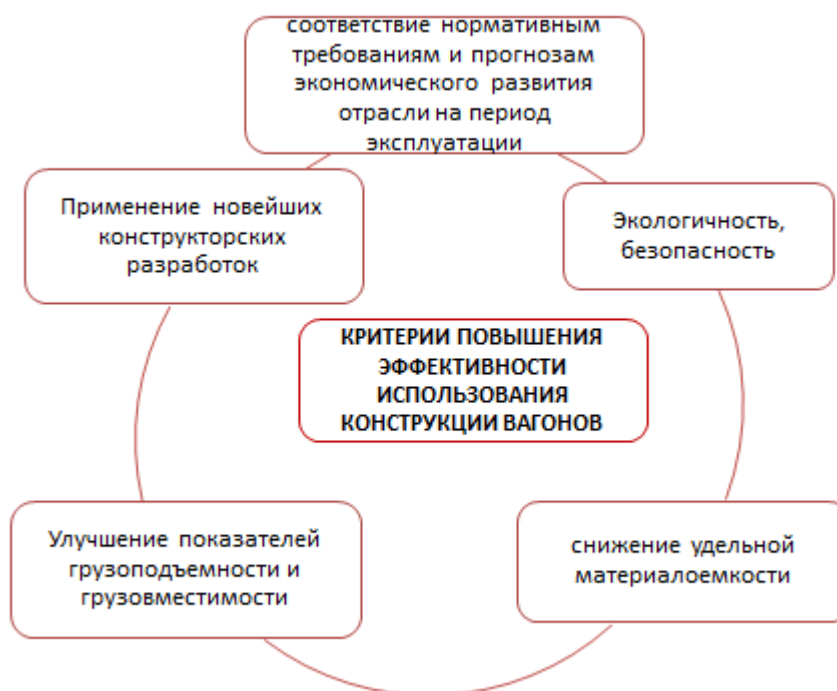 соответствие нормативным
требованиям и прогнозам
экономического развития
отрасли на период
эксплуатации
Применение новейших
конструкторских
разработок
Экологичность,
безопасность
КРИТЕРИИ ПОВЫШЕНИЯ
ЭФФЕКТИВНОСТИ
ИСПОЛЬЗОВАНИЯ
КОНСТРУКЦИИ ВАГОНОВ
Улучшение показателей
грузоподъемности и
грузовместимости
снижение удельной
материалоемкости